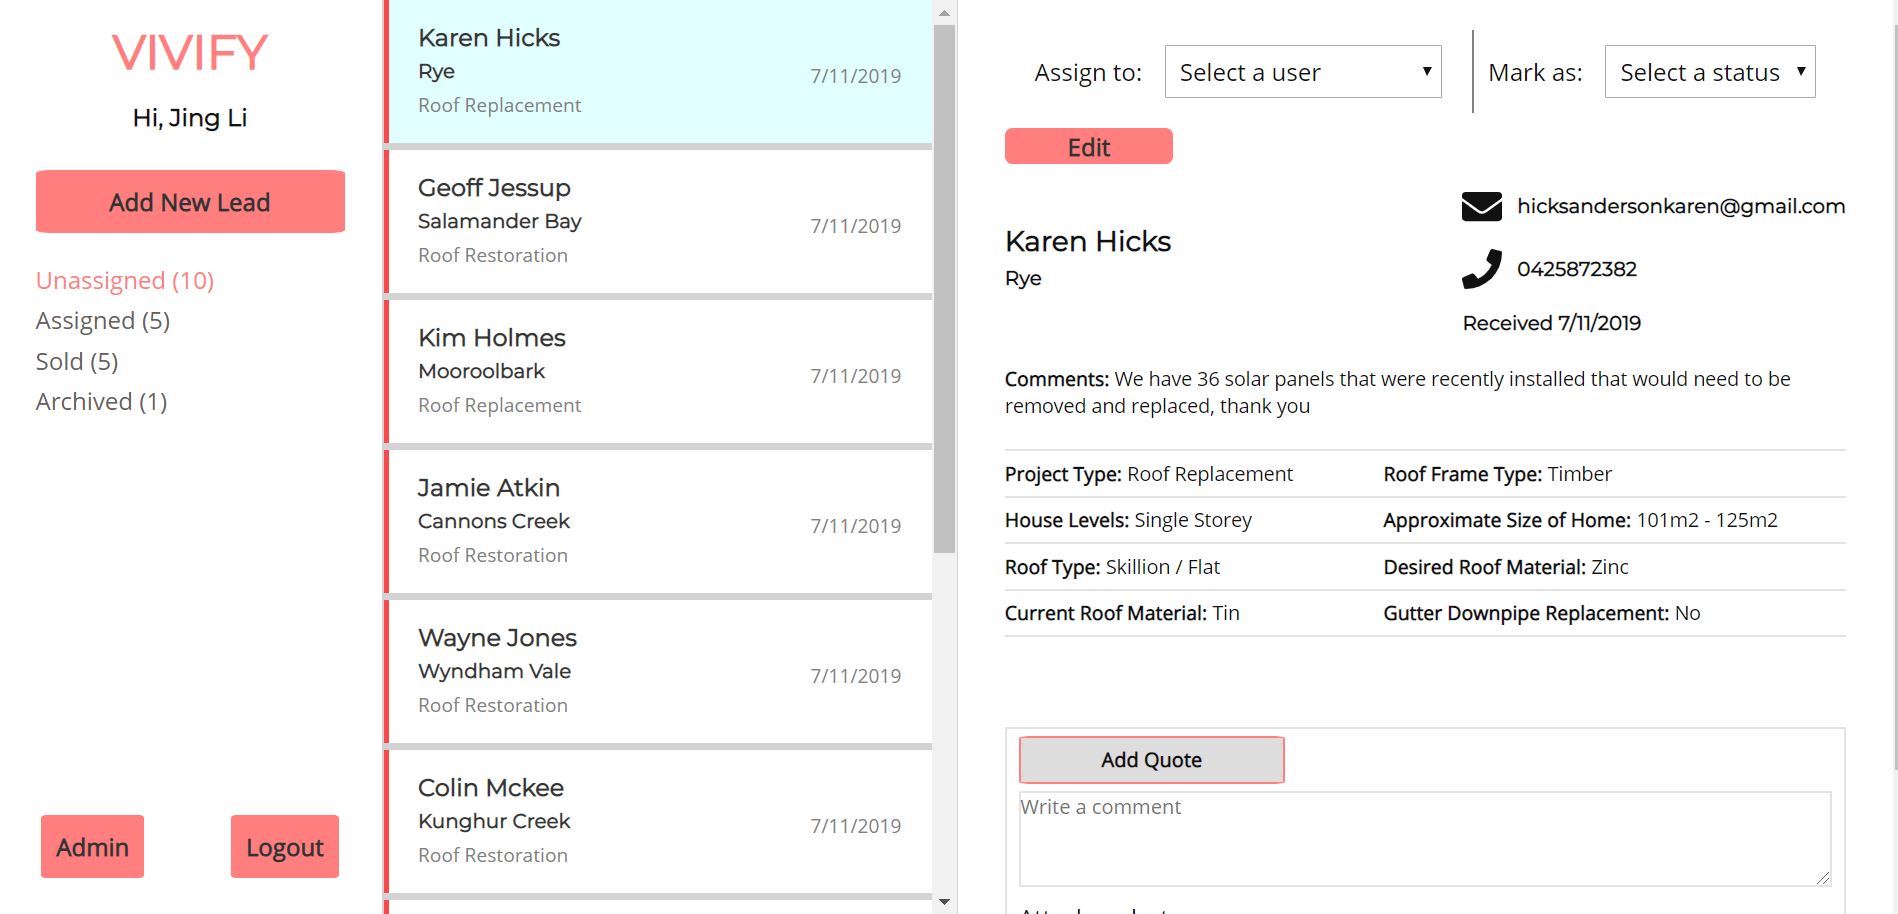 VIVIFY
Hi, Jing Li
Add New Lead
Unassigned (10)
Assigned (5)
Sold (5)
Archived (1)
Admin
Logout
Karen Hicks
Rye
7/11/2019
Roof Replacement
Geoff Jessup
Salamander Bay
7/11/2019
Roof Restoration
Kim Holmes
Mooroolbark
7/11/2019
Roof Replacement
Jamie Atkin
Cannons Creek
7/11/2019
Roof Restoration
Wayne Jones
Wyndham Vale
7/11/2019
Roof Restoration
Colin Mckee
Kunghur Creek
7/11/2019
Roof Restoration
Assign to: Select a user
Mark as: Select a status
Edit
Karen Hicks
Rye
hicksandersonkaren@gmail.com
0425872382
Received 7/11/2019
Comments: We have 36 solar panels that were recently installed that would need to be
removed and replaced, thank you
Project Type: Roof Replacement
Roof Frame Type: Timber
House Levels: Single Storey
Approximate Size of Home: 101m2 - 125m2
Roof Type: Skillion / Flat
Desired Roof Material: Zinc
Current Roof Material: Tin
Gutter Downpipe Replacement: No
Add Quote
Write a comment